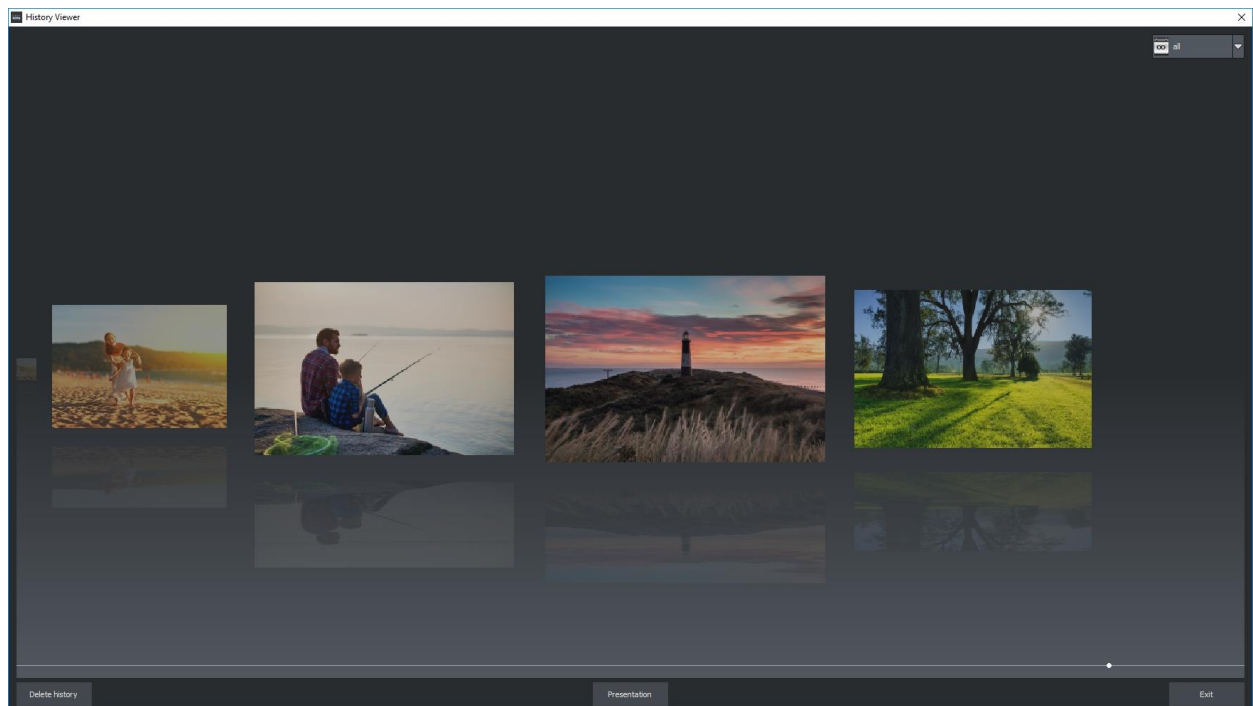 History Viewer
all
Delete history
Presentation
Exit